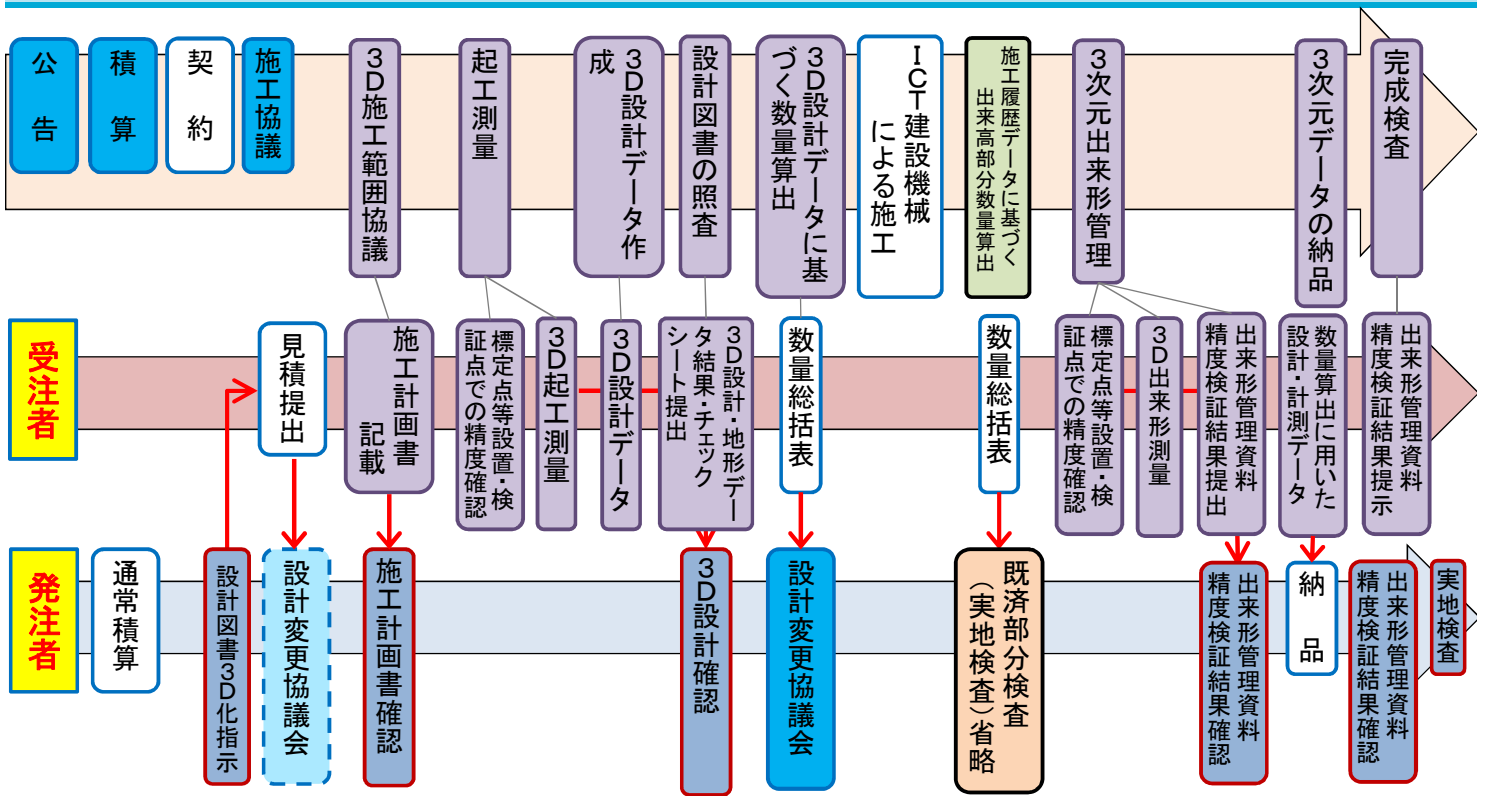 公告
積算
契約
施工協議
3D施工範囲協議
起工測量
3D設計データ作
成
設計図書の照査
3D設計データに基
づく数量算出
ICT建設機械
による施工
施工履歴データに基づく
出来高部分数量算出
3次元出来形管理
3次元データの納品
完成検査
受注者
見積提出
施工計画書
記載
標定点等設置・検
証点での精度確認
3D起工測量
3D設計データ
3D設計・地形デー
タ結果・チェック
シート提出
数量総括表
数量総括表
標定点等設置・検
証点での精度確認
3D出来形測量
出来形管理資料
精度検証結果提出
数量算出に用いた
設計・計測データ
出来形管理資料
精度検証結果提示
発注者
通常積算
設計図書3D化指示
設計変更協議会
施工計画書確認
3D設計確認
設計変更協議会
既済部分検査
（実地検査）省略
出来形管理資料
精度検証結果確認
納品
出来形管理資料
精度検証結果確認
実地検査